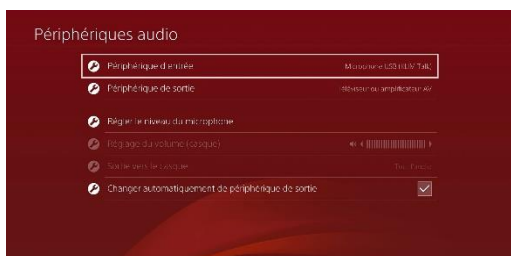 Périphériques audio
Périphérique d'entrée
Microphone USB (KLIM Talk)
Périphérique de sortie
Téléviseur ou amplificateur AV
Régler le niveau du microphone
Réglage du volume (casque)
Sortie vers le casque
Changer automatiquement de périphérique de sortie